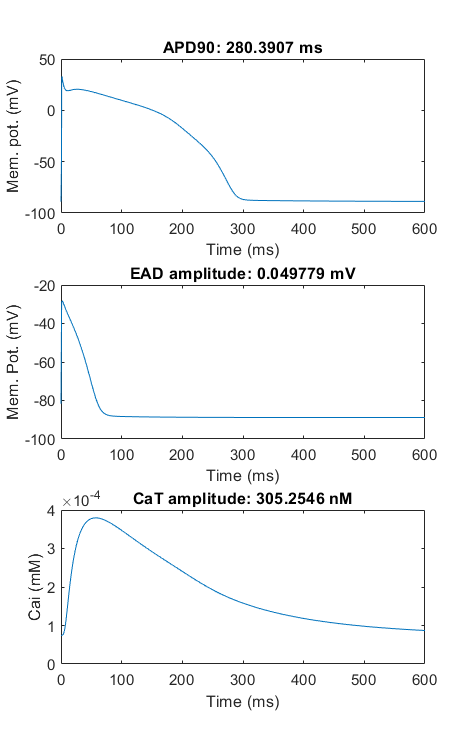 APD90: 280.3907 ms
50
0
-50
-100
Mem. pot. (mV)
0 100 200 300 400 500 600
Time (ms)
EAD amplitude: 0.049779 mV
-20
-40
-60
-80
-100
Mem. Pot. (mV)
0 100 200 300 400 500 600
Time (ms)
×10-4
CaT amplitude: 305.2546 nM
4
3
2
1
0
Cai (mM)
0 100 200 300 400 500 600
Time (ms)